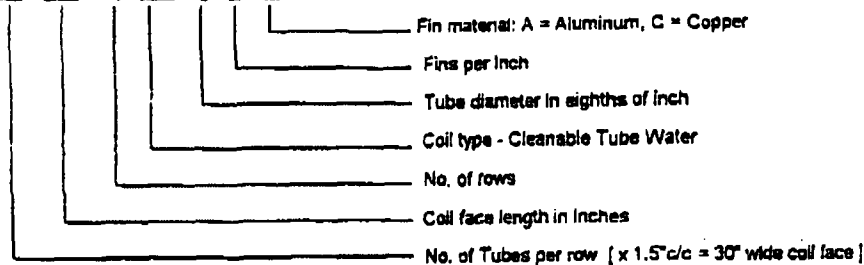 Fin material: A = Aluminum, C = Copper
Fins per inch
Tube diameter in eighths of inch
Coil type - Cleanable Tube Water
No. of rows
Coil face length in inches
No. of Tubes per row [ x 1.5"c/c = 30" wide coil face ]